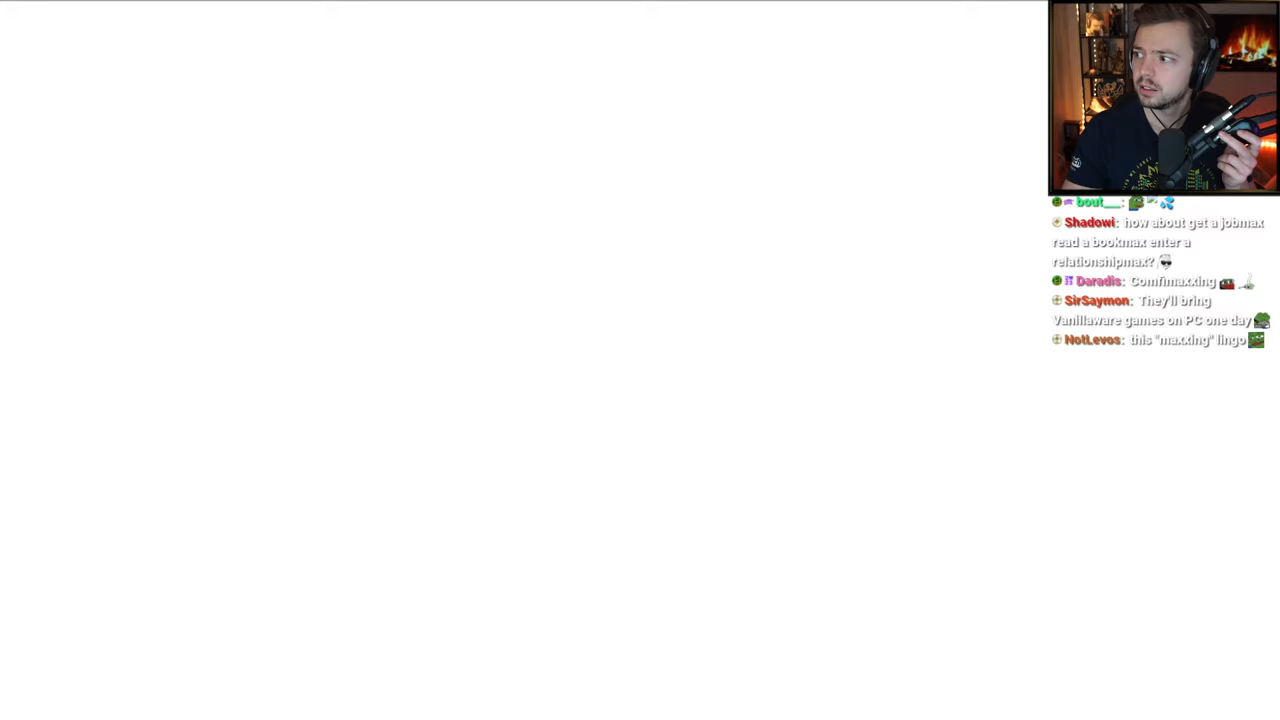 bout___:
Shadowi: how about get a jobmax
read a bookmax enter a
relationshipmax?
Daradis: Comfimaxxing
SirSaymon: They'll bring
Vanillaware games on PC one day
NotLevos: this "maxxing" lingo